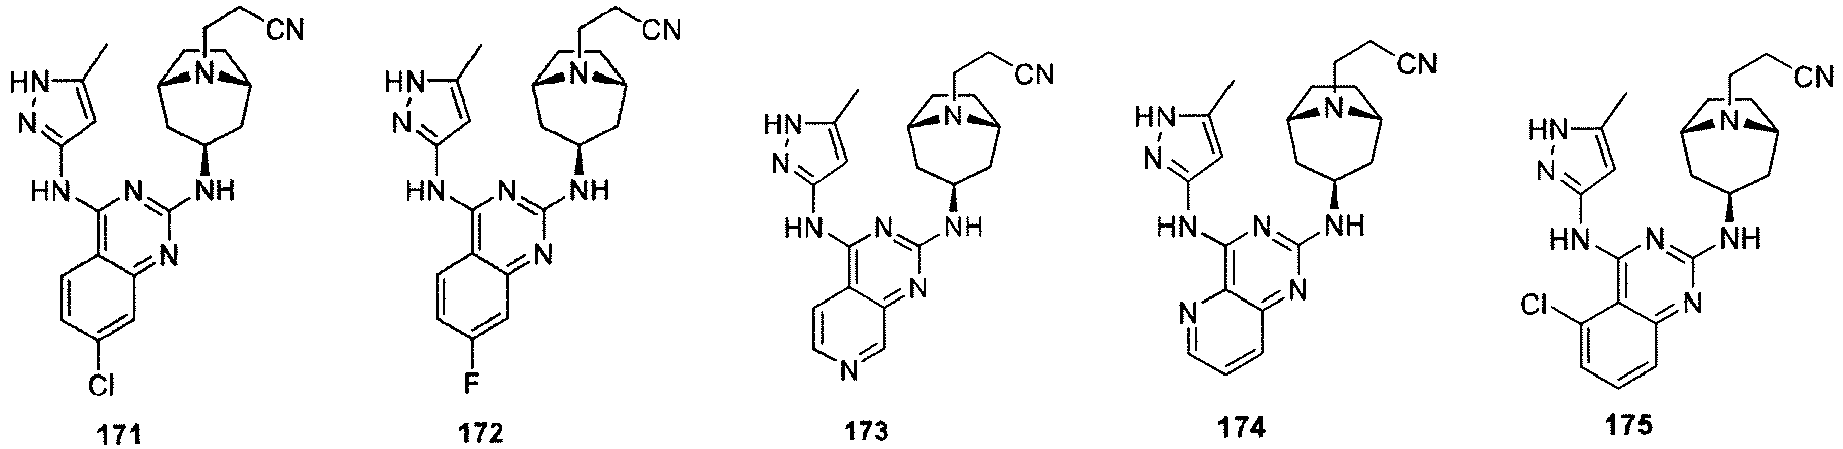 CN CN CN CN CN
N N N N N
HN N HN N HN N HN N HN N
HN N NH HN N NH HN N NH HN N NH HN N NH
N N N N N
Cl F N N Cl
171 172 173 174 175